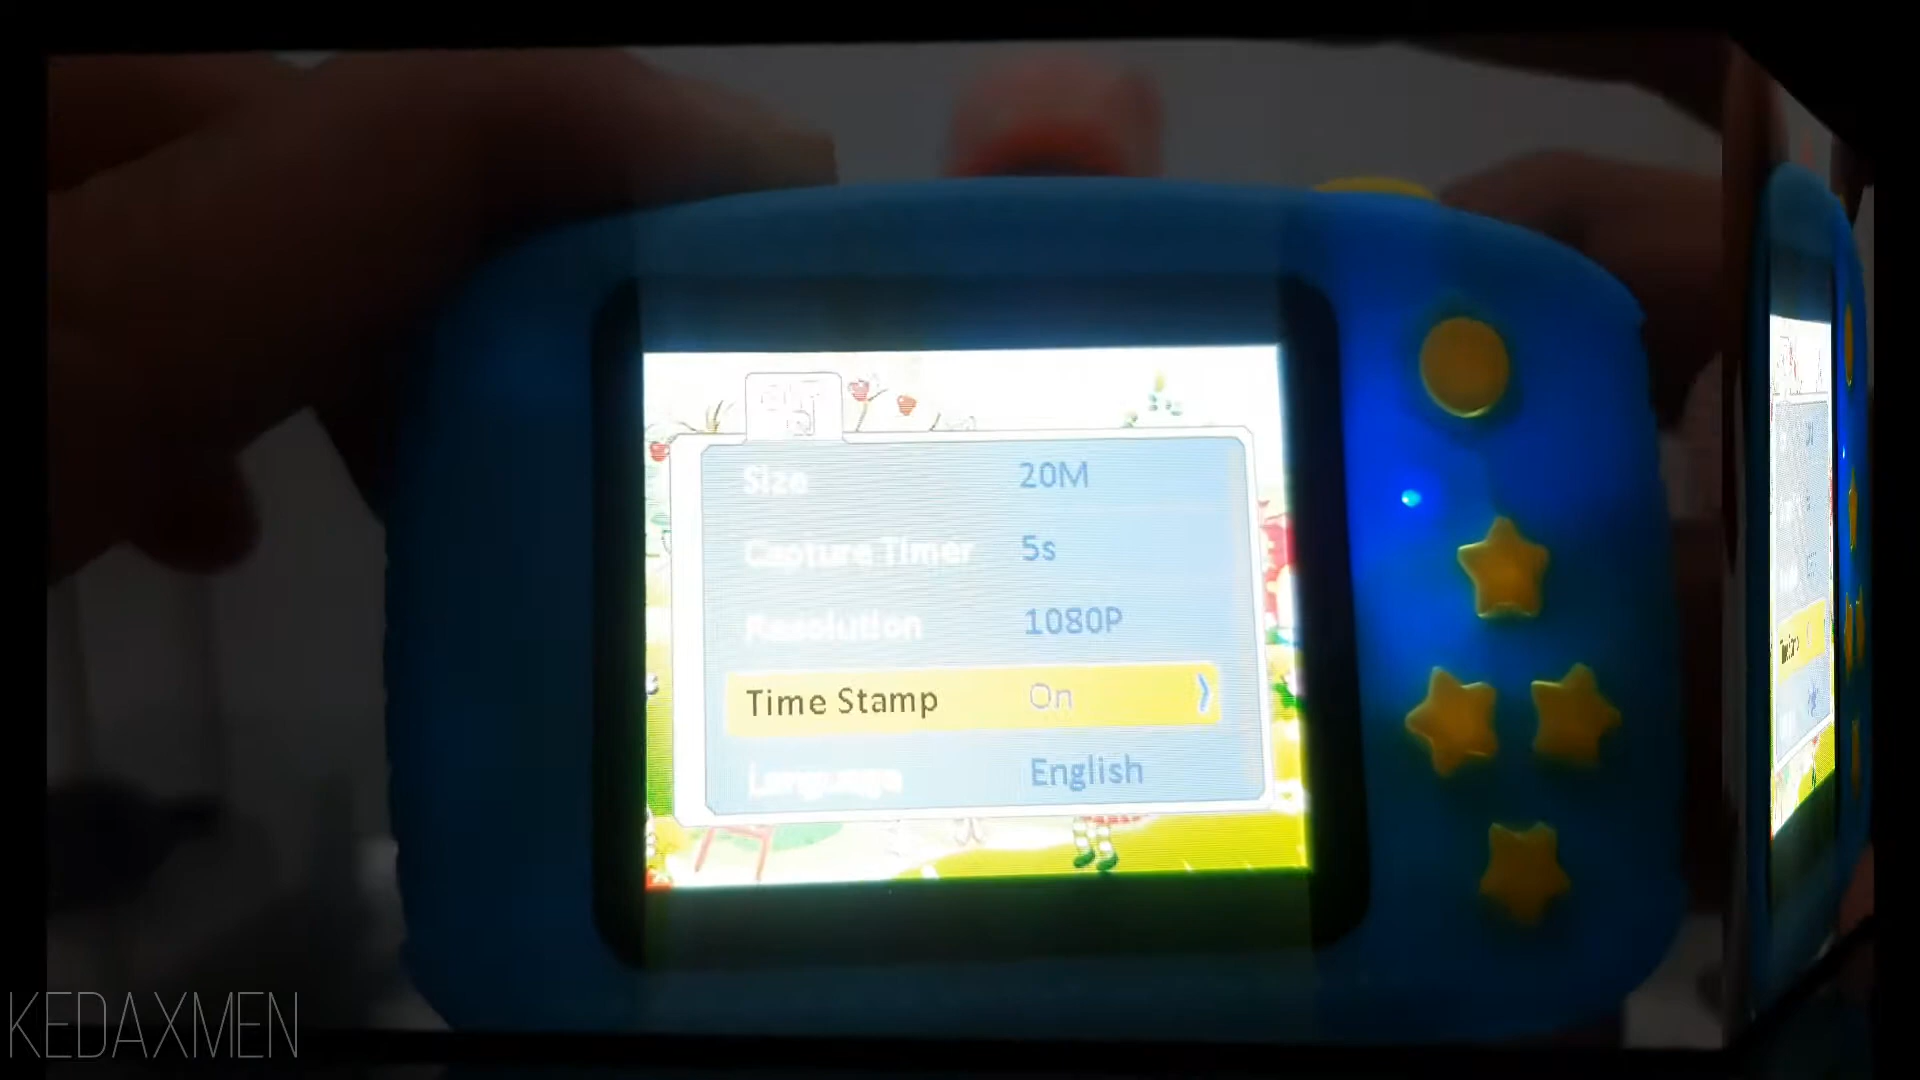 Size 20M
Capture Timer 5s
Resolution 1080P
Time Stamp On
Language English
KEDAXMEN